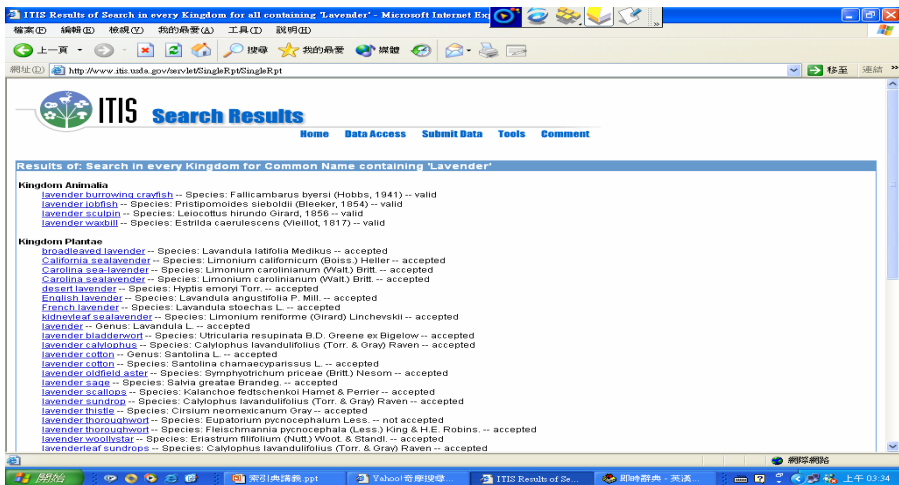 ITIS Results of Search in every Kingdom for all containing 'Lavender' - Microsoft Internet Exp
檔案(F) 編輯(E) 檢視(V) 我的最愛(A) 工具(T) 說明(H)
上一頁 搜尋 我的最愛 媒體
網址(D) http://www.itis.usda.gov/servlet/SingleRpt/SingleRpt 移至 連結 »
ITIS Search Results
Home Data Access Submit Data Tools Comment
Results of: Search in every Kingdom for Common Name containing 'Lavender'
Kingdom Animalia
lavender burrowing crayfish -- Species: Fallicambarus byersi (Hobbs, 1941) -- valid
lavender jobfish -- Species: Pristipomoides sieboldii (Bleeker, 1854) -- valid
lavender sculpin -- Species: Leiocottus hirundo Girard, 1856 -- valid
lavender waxbill -- Species: Estrilda caerulescens (Vieillot, 1817) -- valid
Kingdom Plantae
broadleaved lavender -- Species: Lavandula latifolia Medikus -- accepted
California sealavender -- Species: Limonium californicum (Boiss.) Heller -- accepted
Carolina sea-lavender -- Species: Limonium carolinianum (Walt.) Britt. -- accepted
Carolina sealavender -- Species: Limonium carolinianum (Walt.) Britt. -- accepted
desert lavender -- Species: Hyptis emoryi Torr. -- accepted
English lavender -- Species: Lavandula angustifolia P. Mill. -- accepted
French lavender -- Species: Lavandula stoechas L. -- accepted
kidneyleaf sealavender -- Species: Limonium reniforme (Girard) Linchevskii -- accepted
lavender -- Genus: Lavandula L. -- accepted
lavender bladderwort -- Species: Utricularia resupinata B.D. Greene ex Bigelow -- accepted
lavender calylophus -- Species: Calylophus lavandulifolius (Torr. & Gray) Raven -- accepted
lavender cotton -- Genus: Santolina L. -- accepted
lavender cotton -- Species: Santolina chamaecyparissus L. -- accepted
lavender oldfield aster -- Species: Symphyotrichum priceae (Britt.) Nesom -- accepted
lavender sage -- Species: Salvia greatae Brandeg. -- accepted
lavender scallops -- Species: Kalanchoe fedtschenkoi Hamet & Perrier -- accepted
lavender sundrop -- Species: Calylophus lavandulifolius (Torr. & Gray) Raven -- accepted
lavender thistle -- Species: Cirsium neomexicanum Gray -- accepted
lavender thoroughwort -- Species: Eupatorium pycnocephalum Less. -- not accepted
lavender thoroughwort -- Species: Fleischmannia pycnocephala (Less.) King & H.E. Robins. -- accepted
lavender woollystar -- Species: Eriastrum filifolium (Nutt.) Woot. & Standl. -- accepted
lavenderleaf sundrops -- Species: Calylophus lavandulifolius (Torr. & Gray) Raven -- accepted
網際網路
開始 索引典講義.ppt Yahoo!奇摩搜尋... ITIS Results of Se... 即時辭典 - 英漢... 上午 03:34